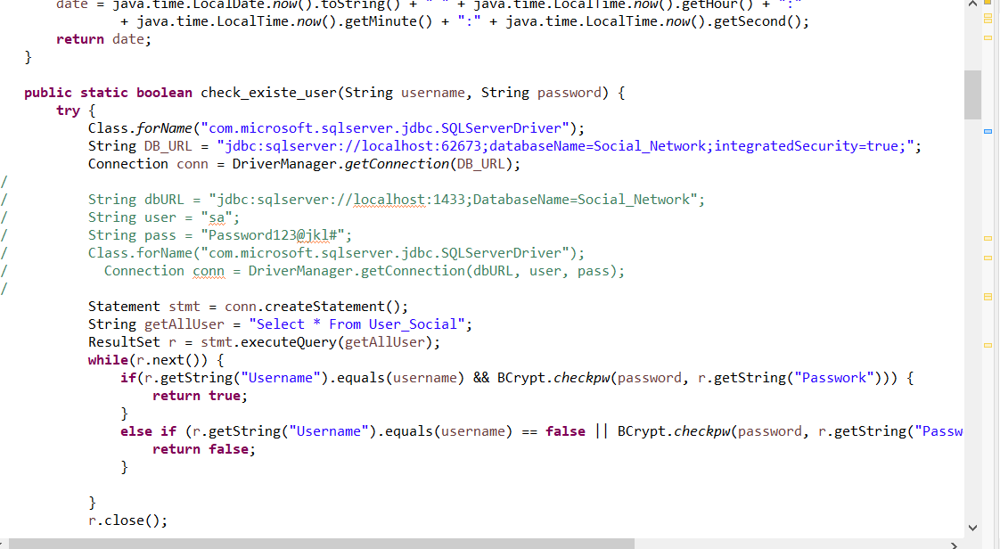 date = java.time.LocalDate.now().toString() + " " + java.time.LocalTime.now().getHour() + ":"
+ java.time.LocalTime.now().getMinute() + ":" + java.time.LocalTime.now().getSecond();
return date;
}
public static boolean check_existe_user(String username, String password) {
try {
Class.forName("com.microsoft.sqlserver.jdbc.SQLServerDriver");
String DB_URL = "jdbc:sqlserver://localhost:62673;databaseName=Social_Network;integratedSecurity=true;";
Connection conn = DriverManager.getConnection(DB_URL);
/
/ String dbURL = "jdbc:sqlserver://localhost:1433;DatabaseName=Social_Network";
/ String user = "sa";
/ String pass = "Password123@jkl#";
/ Class.forName("com.microsoft.sqlserver.jdbc.SQLServerDriver");
/ Connection conn = DriverManager.getConnection(dbURL, user, pass);
/
Statement stmt = conn.createStatement();
String getAllUser = "Select * From User_Social";
ResultSet r = stmt.executeQuery(getAllUser);
while(r.next()) {
if(r.getString("Username").equals(username) && BCrypt.checkpw(password, r.getString("Passwork"))) {
return true;
}
else if (r.getString("Username").equals(username) == false || BCrypt.checkpw(password, r.getString("Passw
return false;
}
}
r.close();